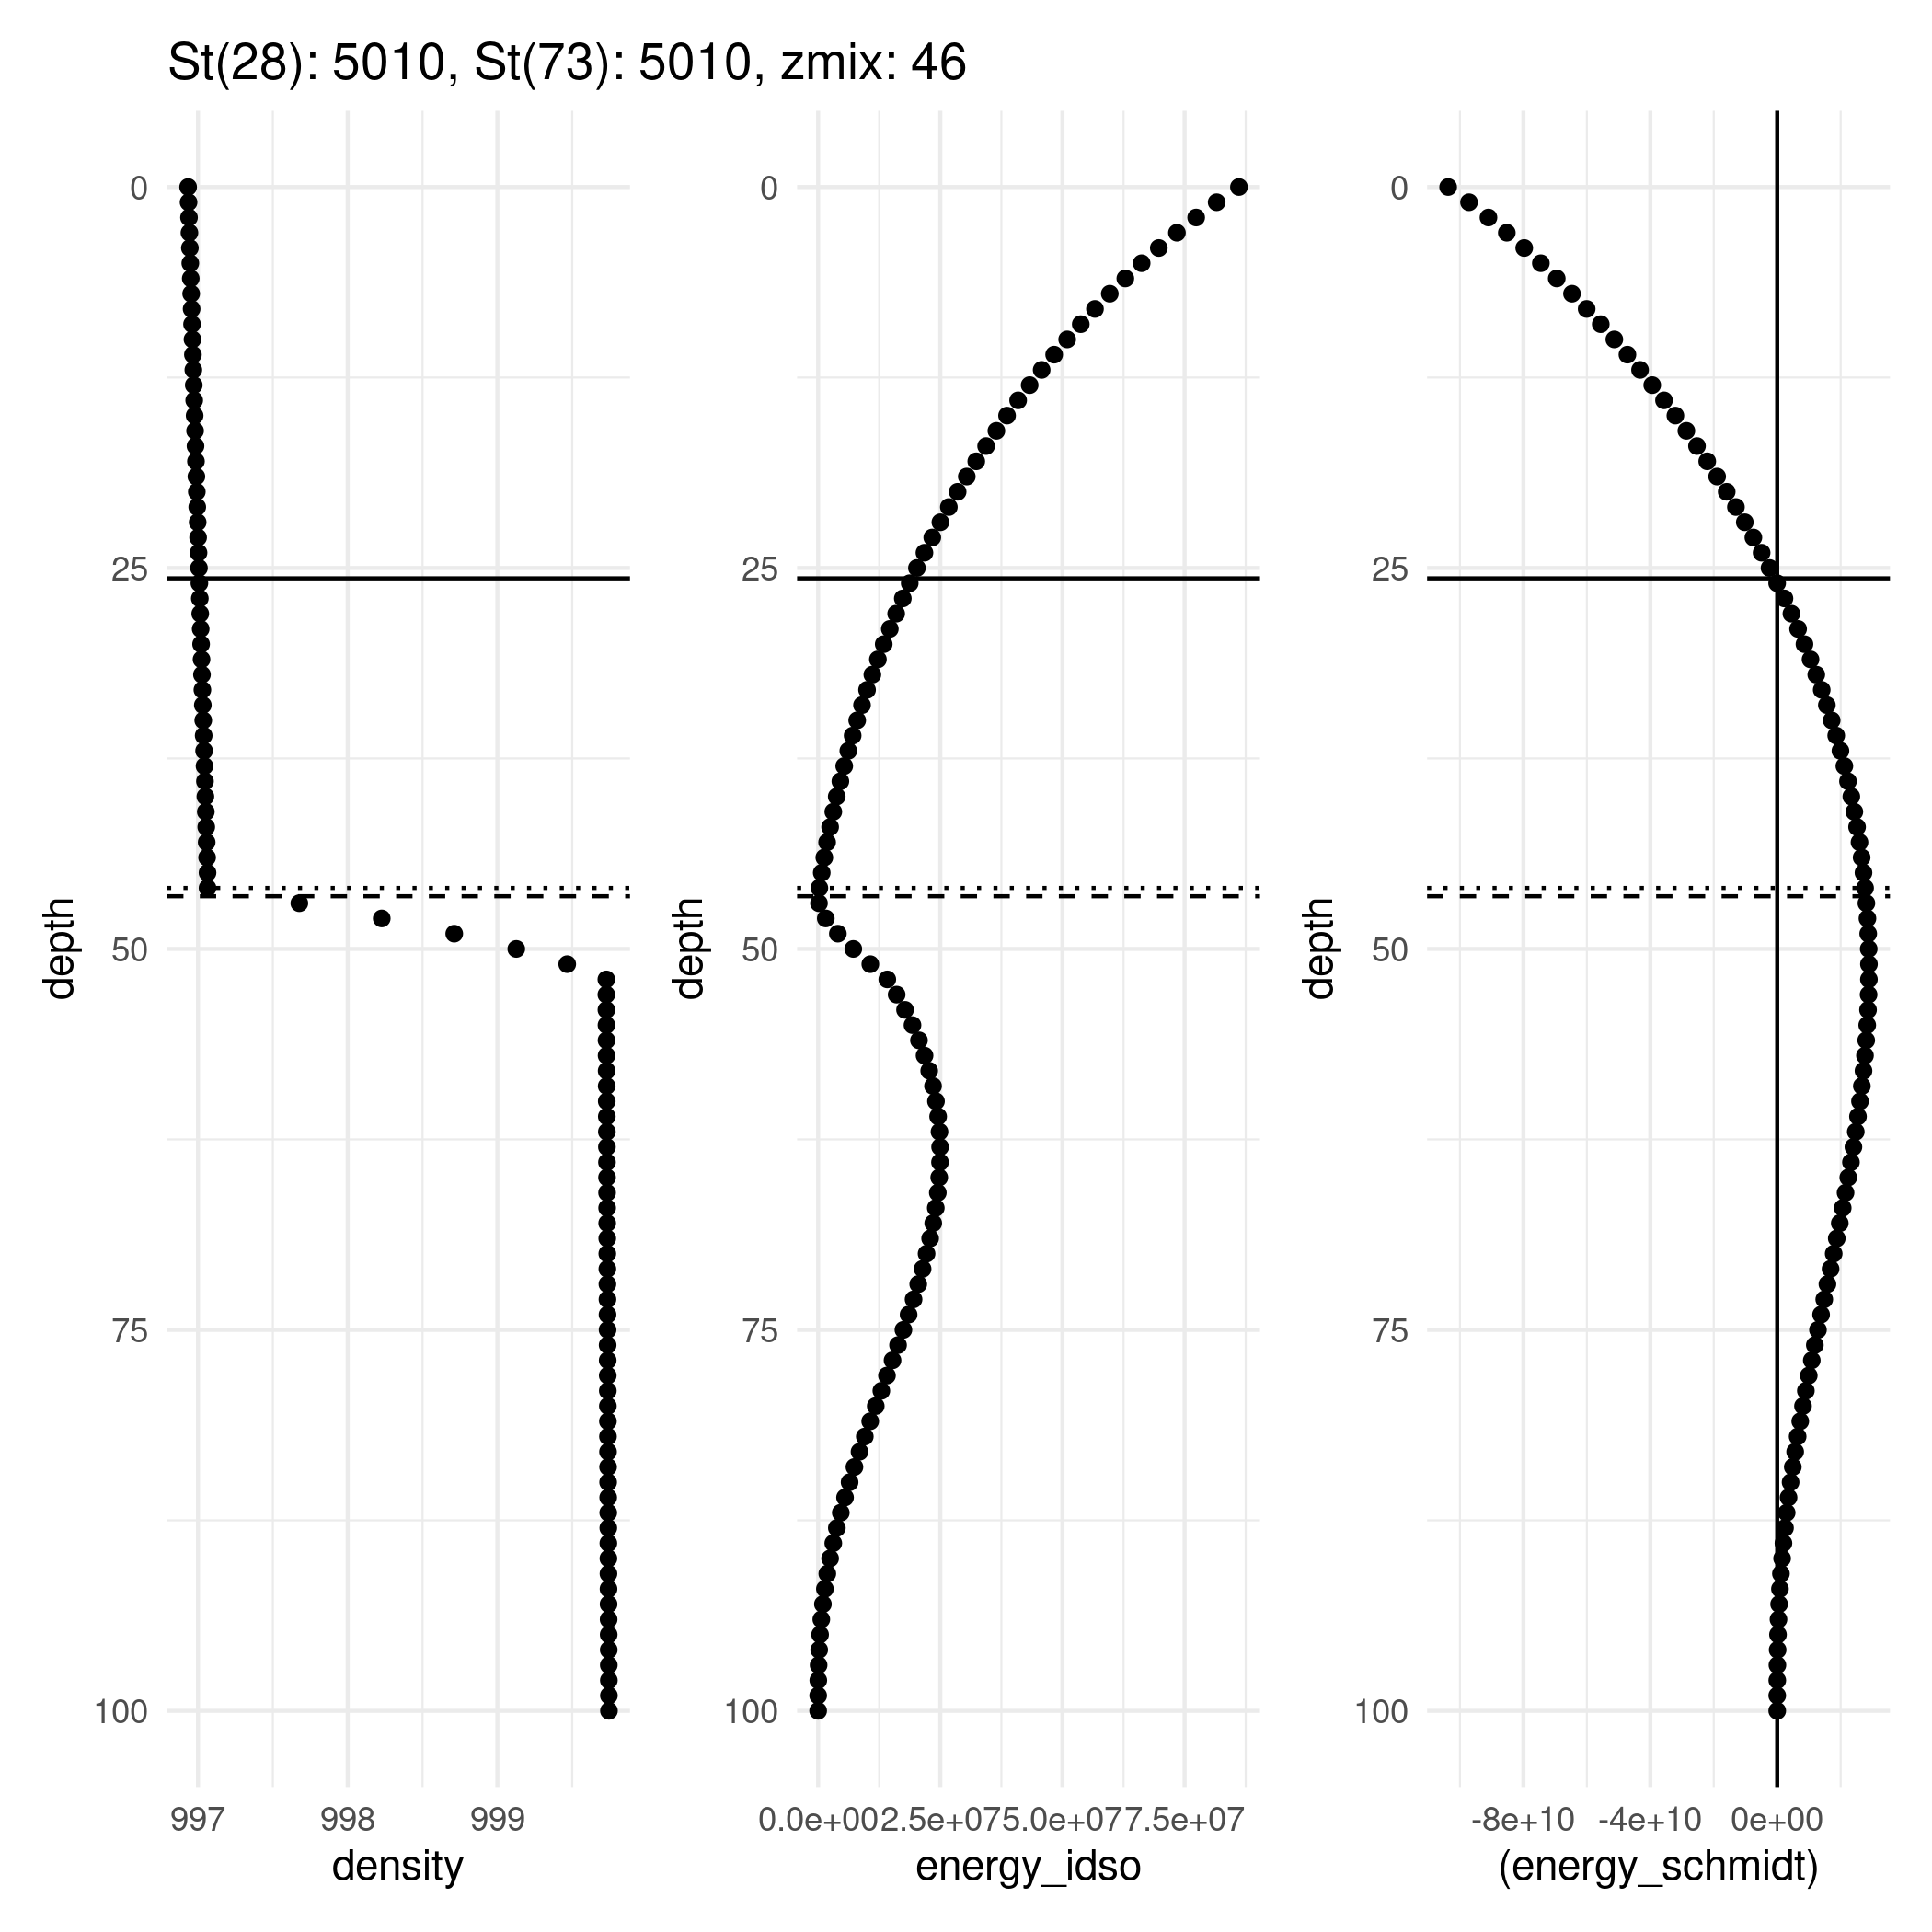 St(28): 5010, St(73): 5010, zmix: 46
0
25
50
75
100
depth
997 998 999
density
0
25
50
75
100
depth
0.0e+002.5e+075.0e+077.5e+07
energy_idso
0
25
50
75
100
depth
-8e+10 -4e+10 0e+00
(energy_schmidt)